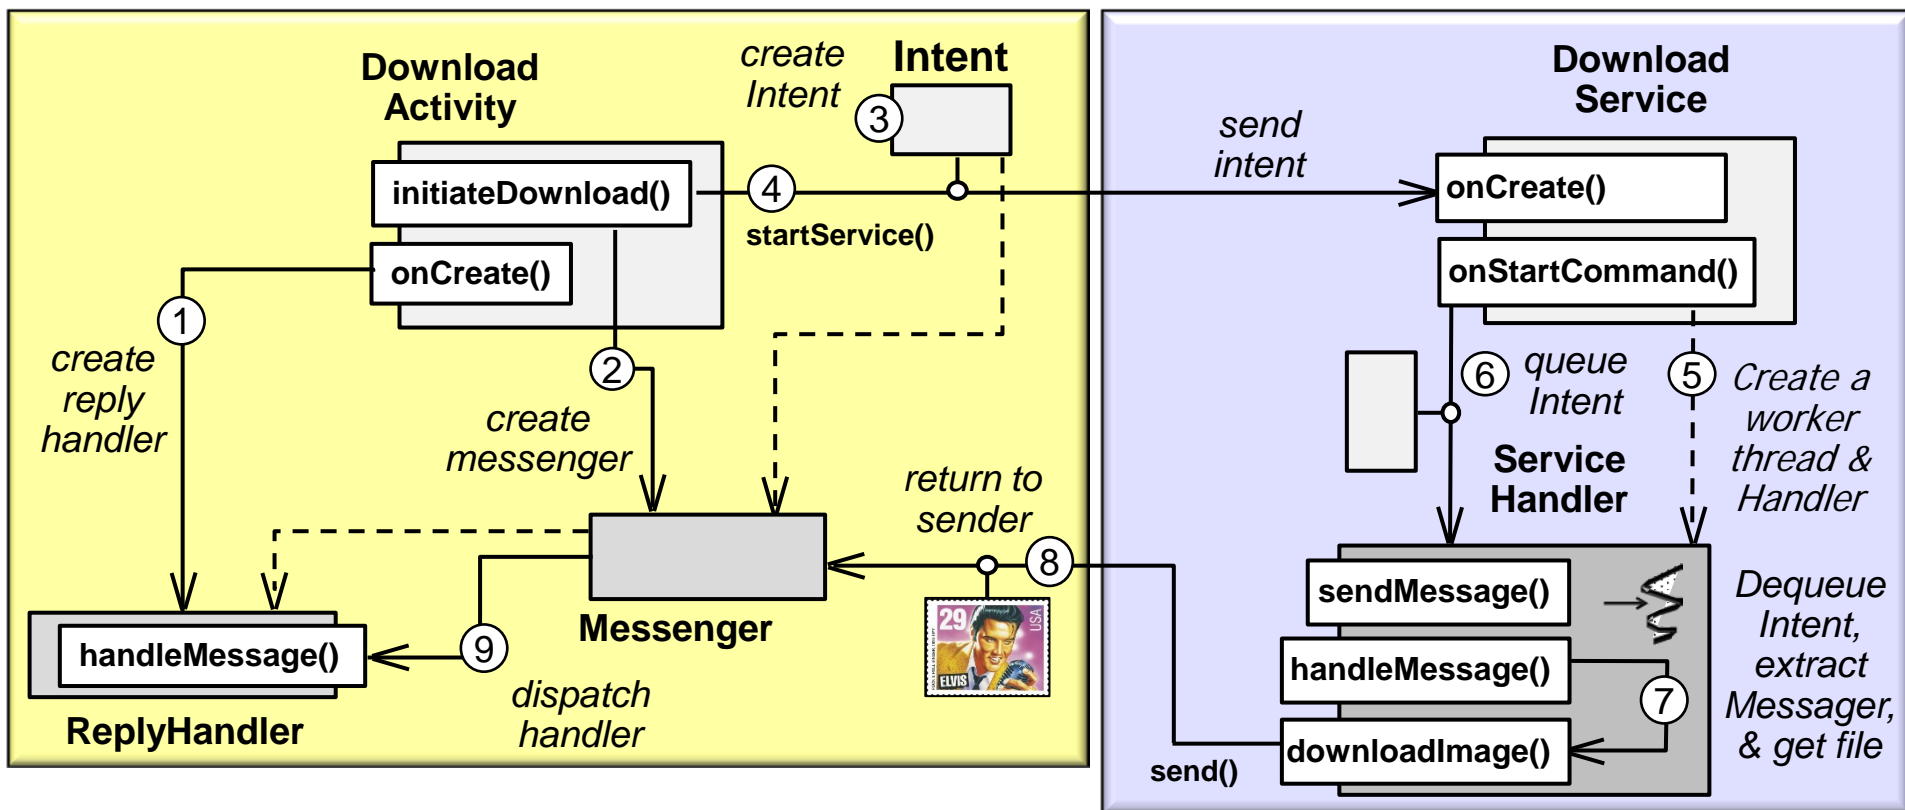 Download
Activity
initiateDownload()
onCreate()
create
Intent
Intent
3
4
startService()
send
intent
1
create
reply
handler
2
create
messenger
Messenger
return to
sender
8
29
USA
ELVIS
9
dispatch
handler
handleMessage()
ReplyHandler
Download
Service
onCreate()
onStartCommand()
6
queue
Intent
5
Create a
worker
thread &
Handler
Service
Handler
sendMessage()
handleMessage()
downloadImage()
7
Dequeue
Intent,
extract
Messager,
& get file
send()